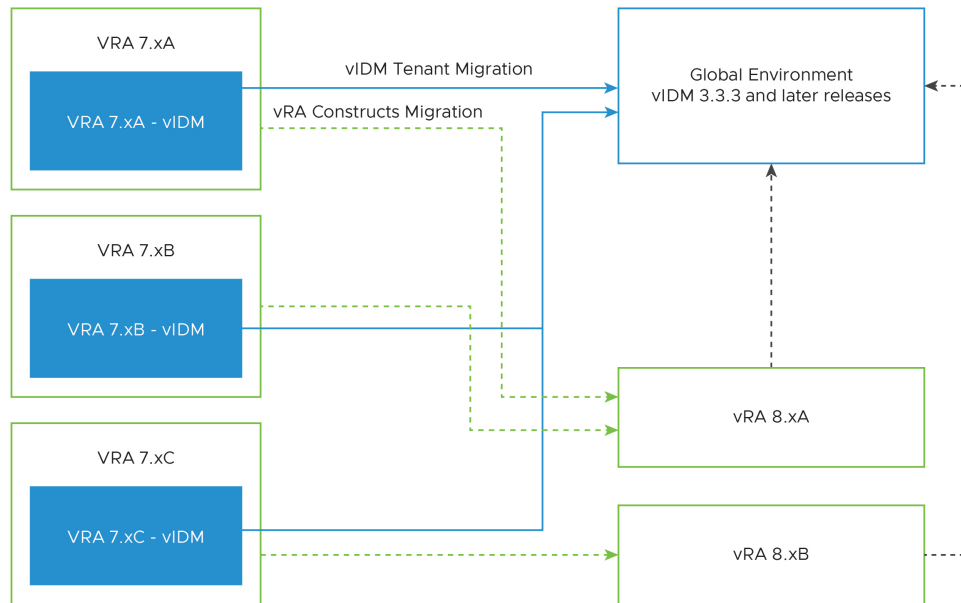 VRA 7.xA
VRA 7.xA - vIDM
vIDM Tenant Migration
vRA Constructs Migration
Global Environment
vIDM 3.3.3 and later releases
VRA 7.xB
VRA 7.xB - vIDM
VRA 7.xC
VRA 7.xC - vIDM
vRA 8.xA
vRA 8.xB